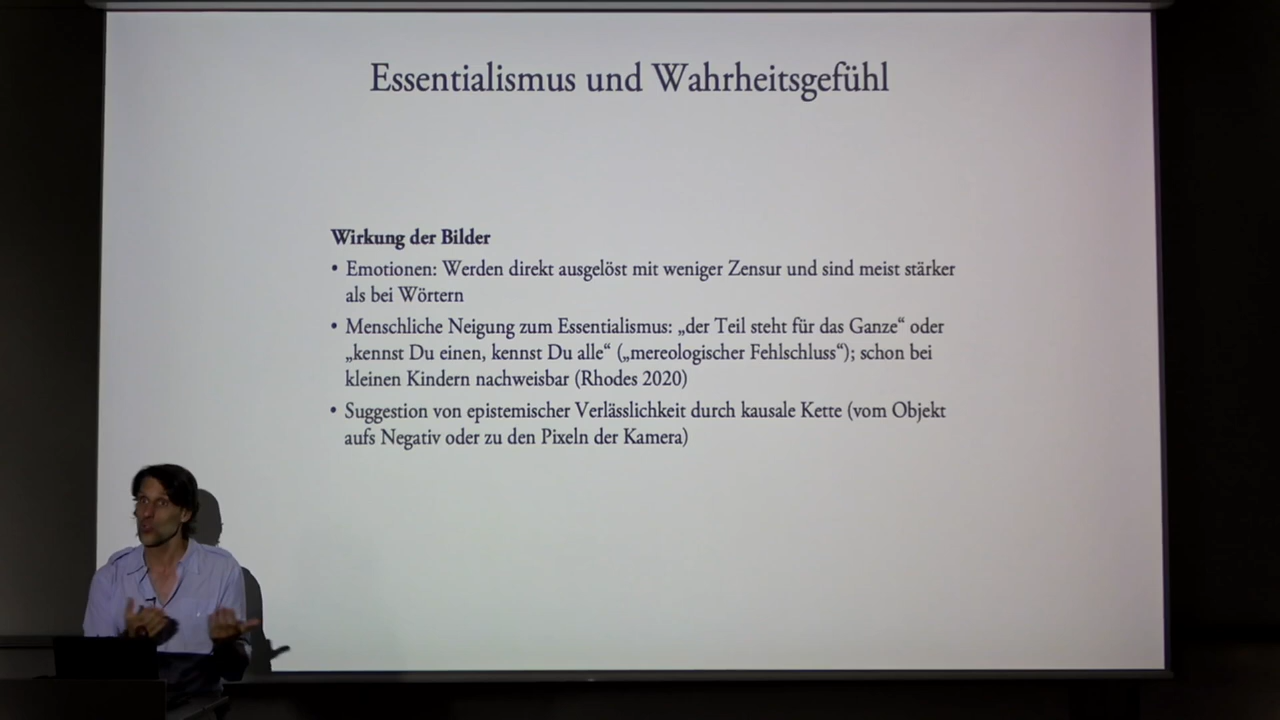 Essentialismus und Wahrheitsgefühl
Wirkung der Bilder
• Emotionen: Werden direkt ausgelöst mit weniger Zensur und sind meist stärker
als bei Wörtern
• Menschliche Neigung zum Essentialismus: „der Teil steht für das Ganze“ oder
„kennst Du einen, kennst Du alle“ („mereologischer Fehlschluss“); schon bei
kleinen Kindern nachweisbar (Rhodes 2020)
• Suggestion von epistemischer Verlässlichkeit durch kausale Kette (vom Objekt
aufs Negativ oder zu den Pixeln der Kamera)